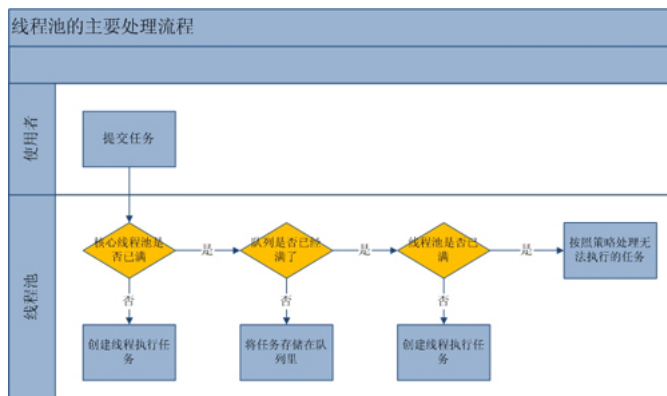 线程池的主要处理流程
使用者
提交任务
线程池
核心线程池是
否已满
是
队列是否已经
满了
是
线程池是否已
满
是
按照策略处理无
法执行的任务
否
否
否
创建线程执行任
务
将任务存储在队
列里
创建线程执行任
务